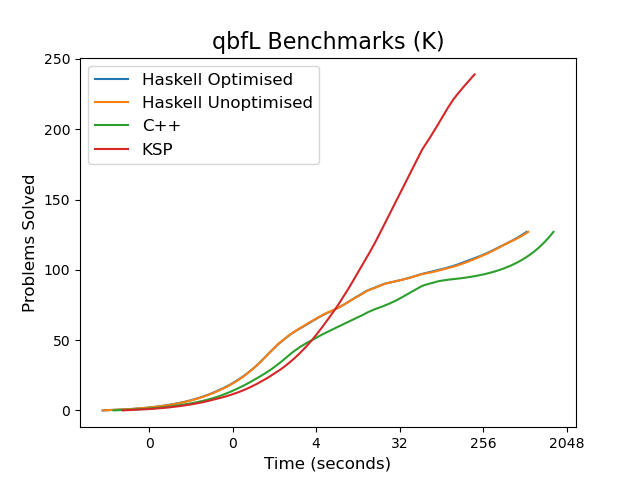 qbfL Benchmarks (K)
Haskell Optimised
Haskell Unoptimised
C++
KSP
Problems Solved
250
200
150
100
50
0
0
0
4
32
256
2048
Time (seconds)